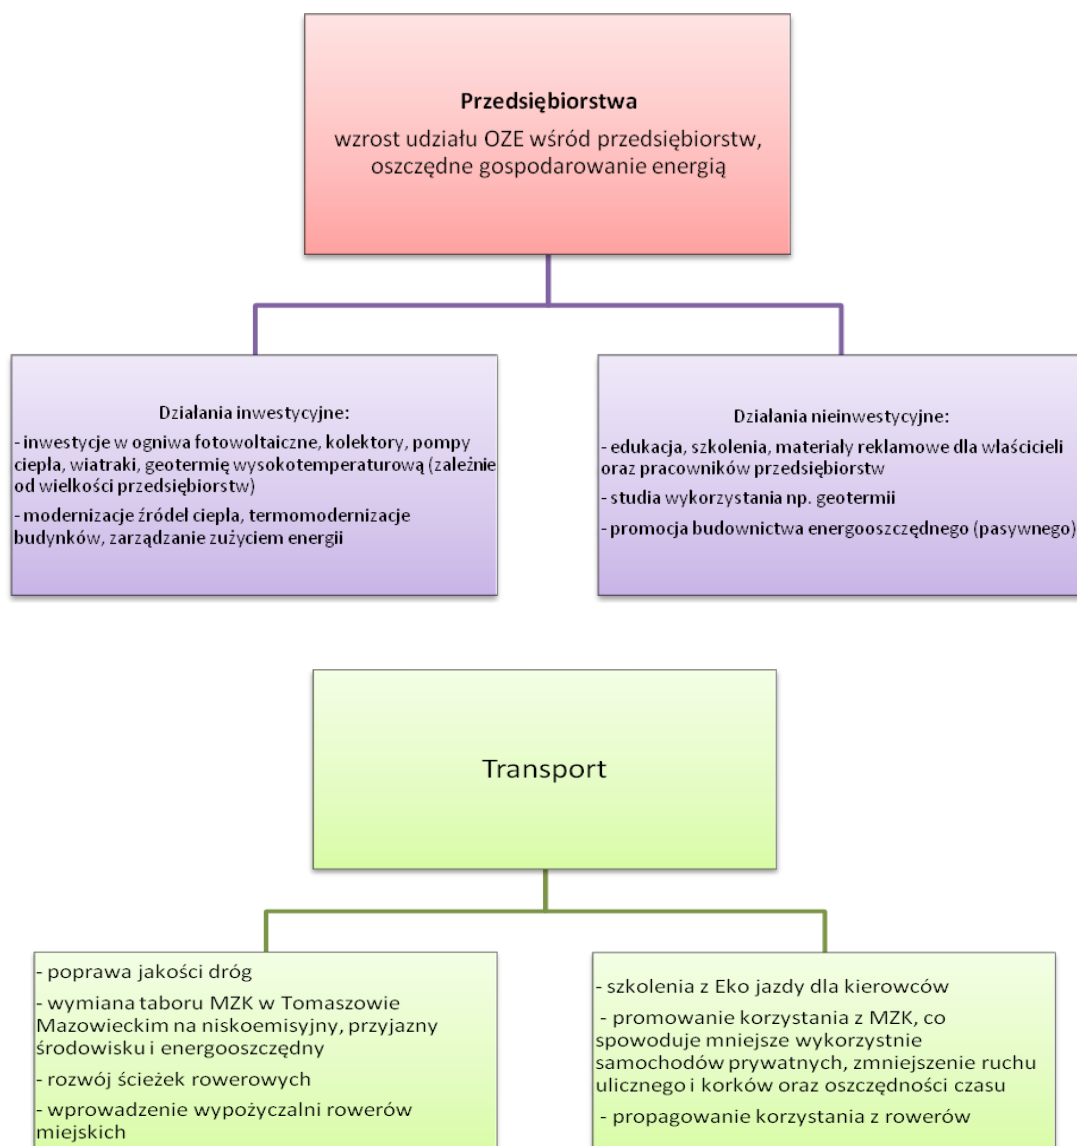 Przedsiębiorstwa
wzrost udziału OZE wśród przedsiębiorstw,
oszczędne gospodarowanie energią
Działania inwestycyjne:
- inwestycje w ogniwa fotowoltaiczne, kolektory, pompy
ciepła, wiatraki, geotermię wysokotemperaturową (zależnie
od wielkości przedsiębiorstw)
- modernizacje źródeł ciepła, termomodernizacje
budynków, zarządzanie zużyciem energii
Działania nieinwestycyjne:
- edukacja, szkolenia, materiały reklamowe dla właścicieli
oraz pracowników przedsiębiorstw
- studia wykorzystania np. geotermii
- promocja budownictwa energooszczędnego (pasywnego)
Transport
- poprawa jakości dróg
- wymiana taboru MZK w Tomaszowie
Mazowieckim na niskoemisyjny, przyjazny
środowisku i energooszczędny
- rozwój ścieżek rowerowych
- wprowadzenie wypożyczalni rowerów
miejskich
- szkolenia z Eko jazdy dla kierowców
- promowanie korzystania z MZK, co
spowoduje mniejsze wykorzystnie
samochodów prywatnych, zmniejszenie ruchu
ulicznego i korków oraz oszczędności czasu
- propagowanie korzystania z rowerów